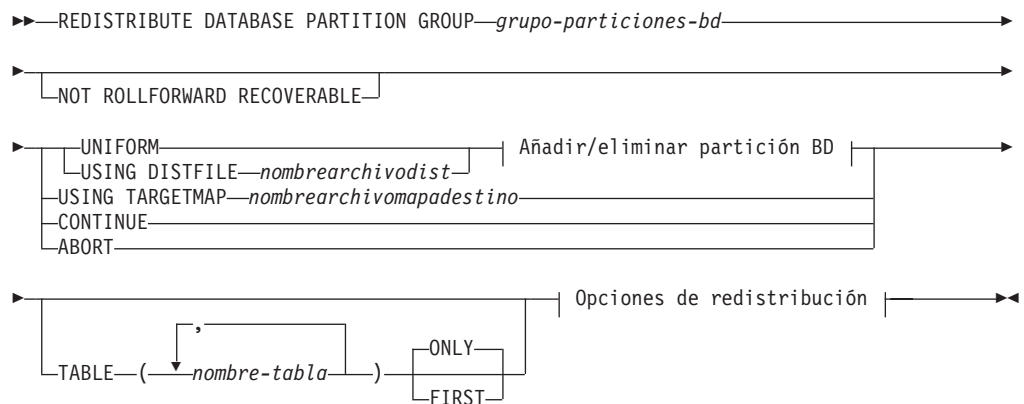 REDISTRIBUTE DATABASE PARTITION GROUP grupo-particiones-bd
NOT ROLLFORWARD RECOVERABLE
UNIFORM Añadir/eliminar partición BD
USING DISTFILE nombrearchivodist
USING TARGETMAP nombrearchivomapadestino
CONTINUE
ABORT
Opciones de redistribución
,
ONLY
TABLE ( nombre-tabla )
FIRST